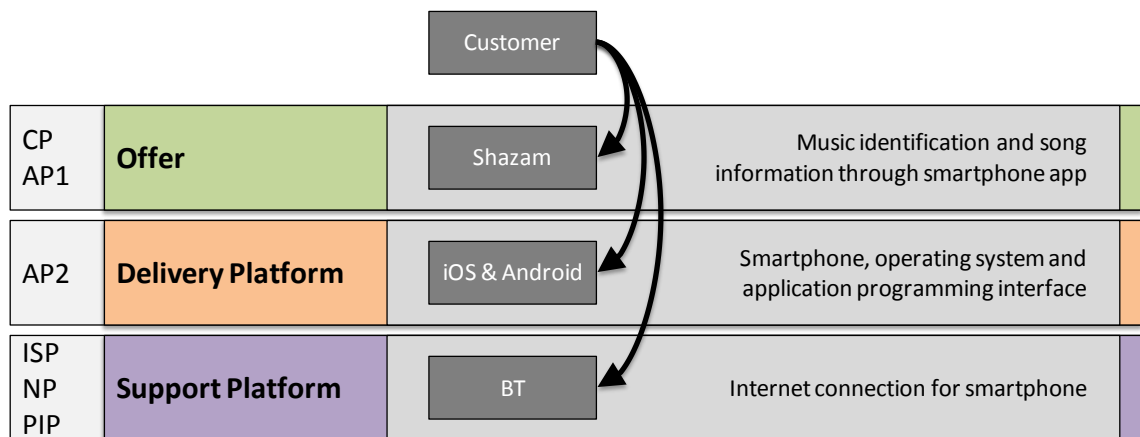 Customer
CP
AP1
Offer
Shazam
Music identification and song
information through smartphone app
AP2
Delivery Platform
iOS & Android
Smartphone, operating system and
application programming interface
ISP
NP
PIP
Support Platform
BT
Internet connection for smartphone